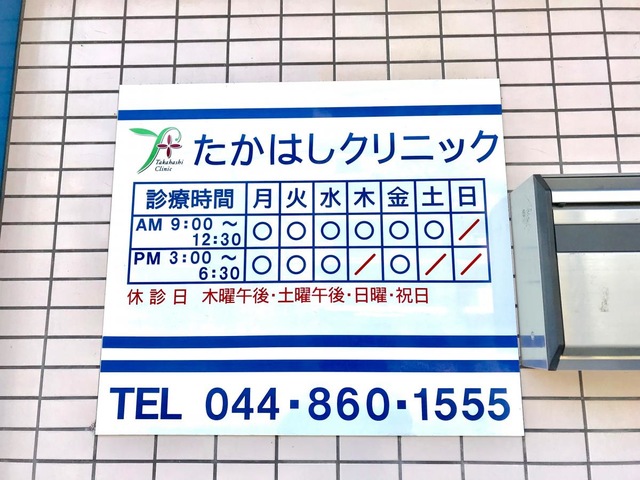 Takahashi
Clinic
たかはしクリニック
診療時間 月 火 水 木 金 土 日
AM 9:00 ～ 12:30 ○ ○ ○ ○ ○ ○ ／
PM 3:00 ～ 6:30 ○ ○ ○ ／ ○ ／ ／
休診日 木曜午後・土曜午後・日曜・祝日
TEL 044・860・1555